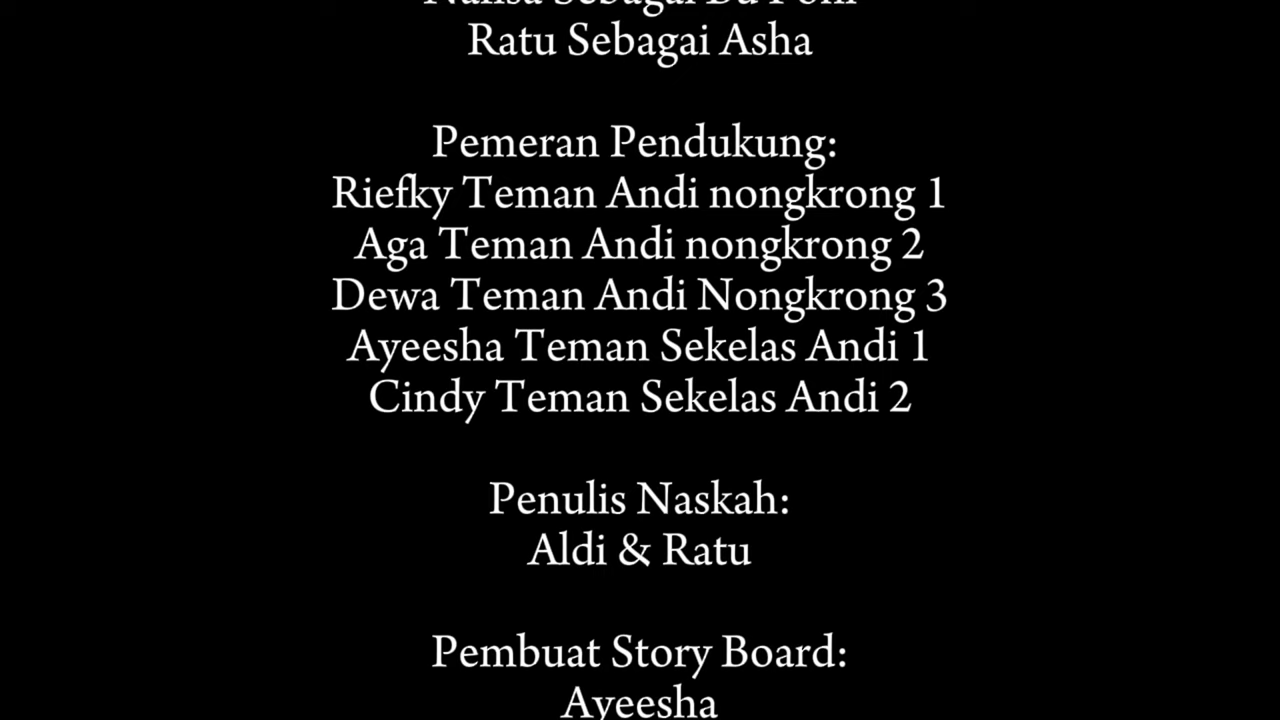 Sebagai Bu
Ratu Sebagai Asha
Pemeran Pendukung:
Riefky Teman Andi nongkrong 1
Aga Teman Andi nongkrong 2
Dewa Teman Andi Nongkrong 3
Ayeesha Teman Sekelas Andi 1
Cindy Teman Sekelas Andi 2
Penulis Naskah:
Aldi & Ratu
Pembuat Story Board:
Ayeesha